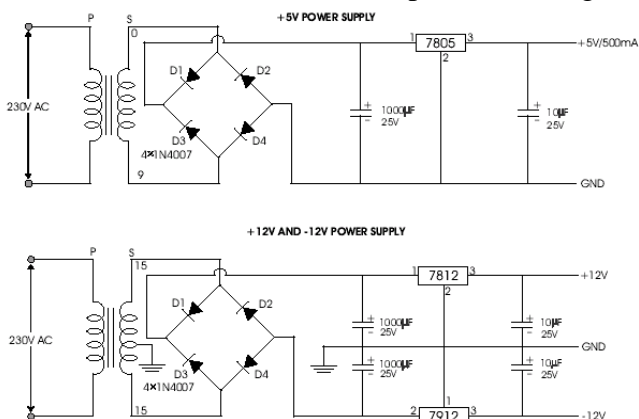 +5V POWER SUPPLY
P S
0
1 7805 3
2
+5V/500mA
D1 D2
230V AC
1000µF
25V
10µF
25V
D3 D4
4×1N4007
9
GND
+12V AND -12V POWER SUPPLY
P S
15
1 7812 3
2
+12V
D1 D2
1000µF
25V
10µF
25V
230V AC
GND
1000µF
25V
10µF
25V
D3 D4
4×1N4007
15
1
2 7912 3
-12V